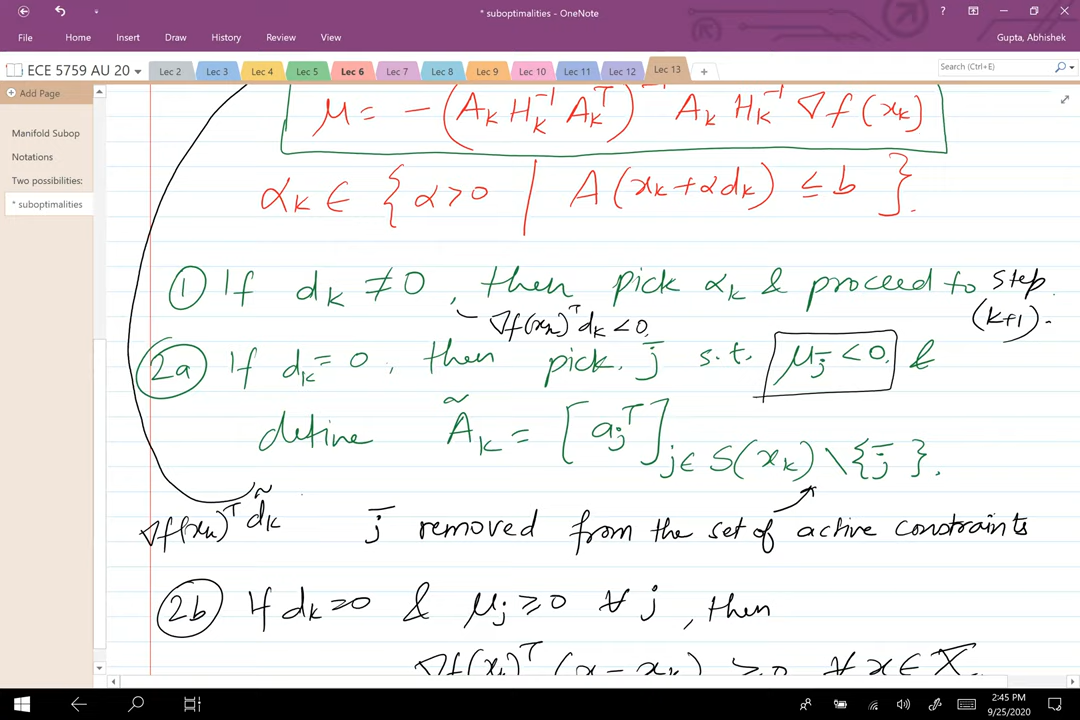 * suboptimalities - OneNote
? Gupta, Abhishek
File Home Insert Draw History Review View
ECE 5759 AU 20 Lec 2 Lec 3 Lec 4 Lec 5 Lec 6 Lec 7 Lec 8 Lec 9 Lec 10 Lec 11 Lec 12 Lec 13 + Search (Ctrl+E)
Add Page
Manifold Subop
Notations
Two possibilities:
* suboptimalities
μ = - (A_k H_k^{-1} A_k^T)^{-1} A_k H_k^{-1} ∇f(x_k)
α_k ∈ { α > 0 | A(x_k + α d_k) ≤ b }.
① If d_k ≠ 0, then pick α_k & proceed to step (k+1).
∇f(x_k)^T d_k < 0.
2a If d_k = 0, then pick j̄ s.t. μ_j̄ < 0. &
define Ã_k = [a_j^T]_{j ∈ S(x_k) \ {j̄}}.
∇f(x_k)^T d̃_k j̄ removed from the set of active constraints
2b If d_k = 0 & μ_j ≥ 0 ∀ j, then
∇f(x_k)^T (x - x_k) ≥ 0 ∀ x ∈ X
2:45 PM
9/25/2020